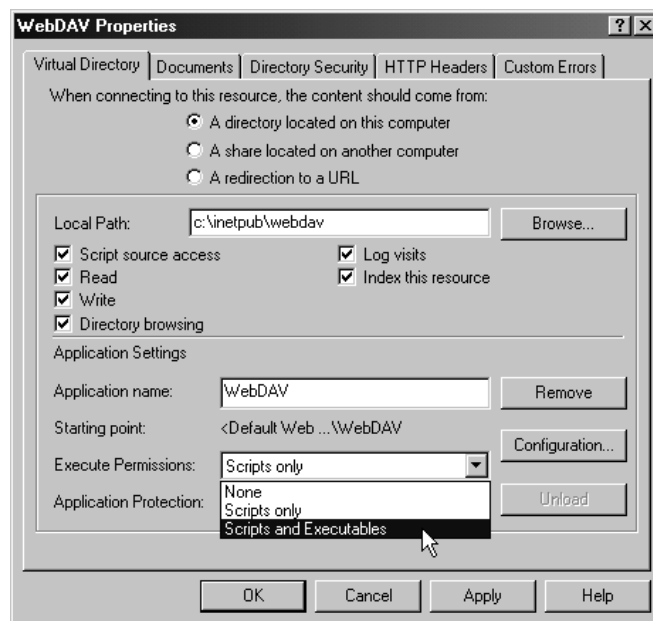 WebDAV Properties
Virtual Directory Documents Directory Security HTTP Headers Custom Errors
When connecting to this resource, the content should come from:
A directory located on this computer
A share located on another computer
A redirection to a URL
Local Path: c:\inetpub\webdav Browse...
Script source access Log visits
Read Index this resource
Write
Directory browsing
Application Settings
Application name: WebDAV Remove
Starting point: <Default Web ...\WebDAV
Configuration...
Execute Permissions: Scripts only
None
Application Protection: Scripts only Unload
Scripts and Executables
OK Cancel Apply Help